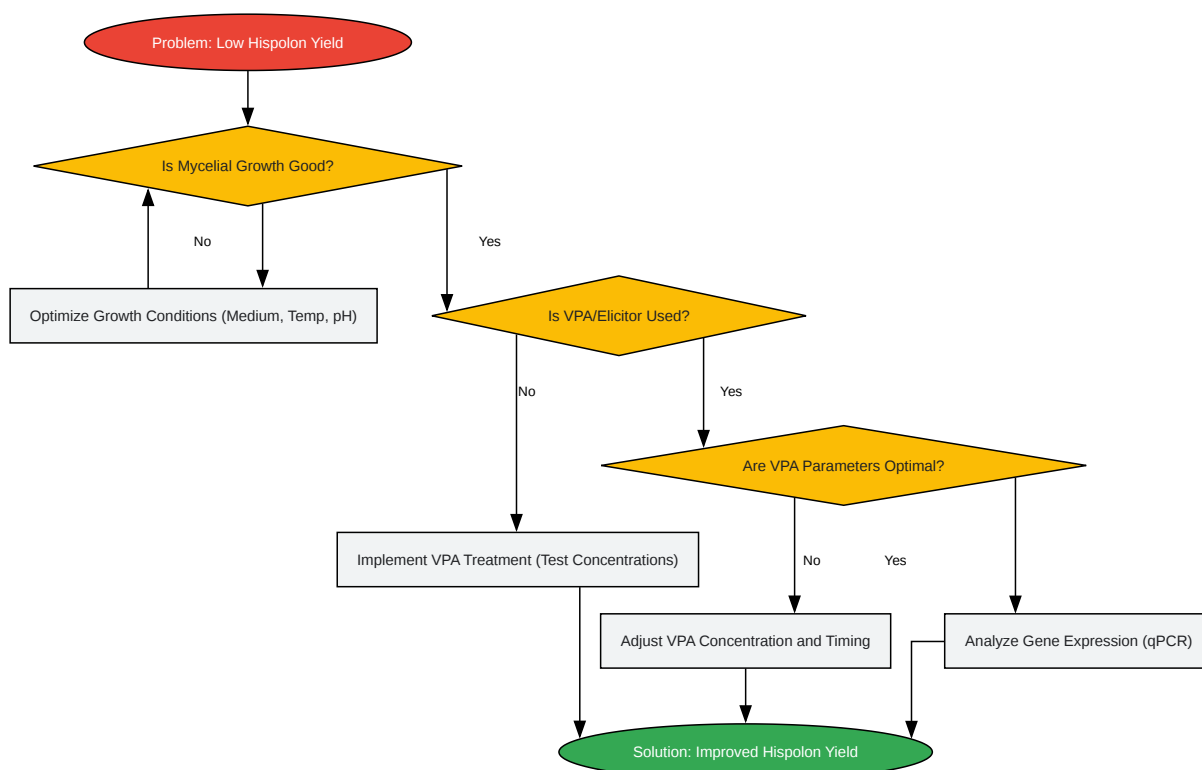 Problem: Low Hispolon Yield
Is Mycelial Growth Good?
No
Yes
Optimize Growth Conditions (Medium, Temp, pH)
Is VPA/Elicitor Used?
No
Yes
Are VPA Parameters Optimal?
Implement VPA Treatment (Test Concentrations)
No
Yes
Adjust VPA Concentration and Timing
Analyze Gene Expression (qPCR)
Solution: Improved Hispolon Yield